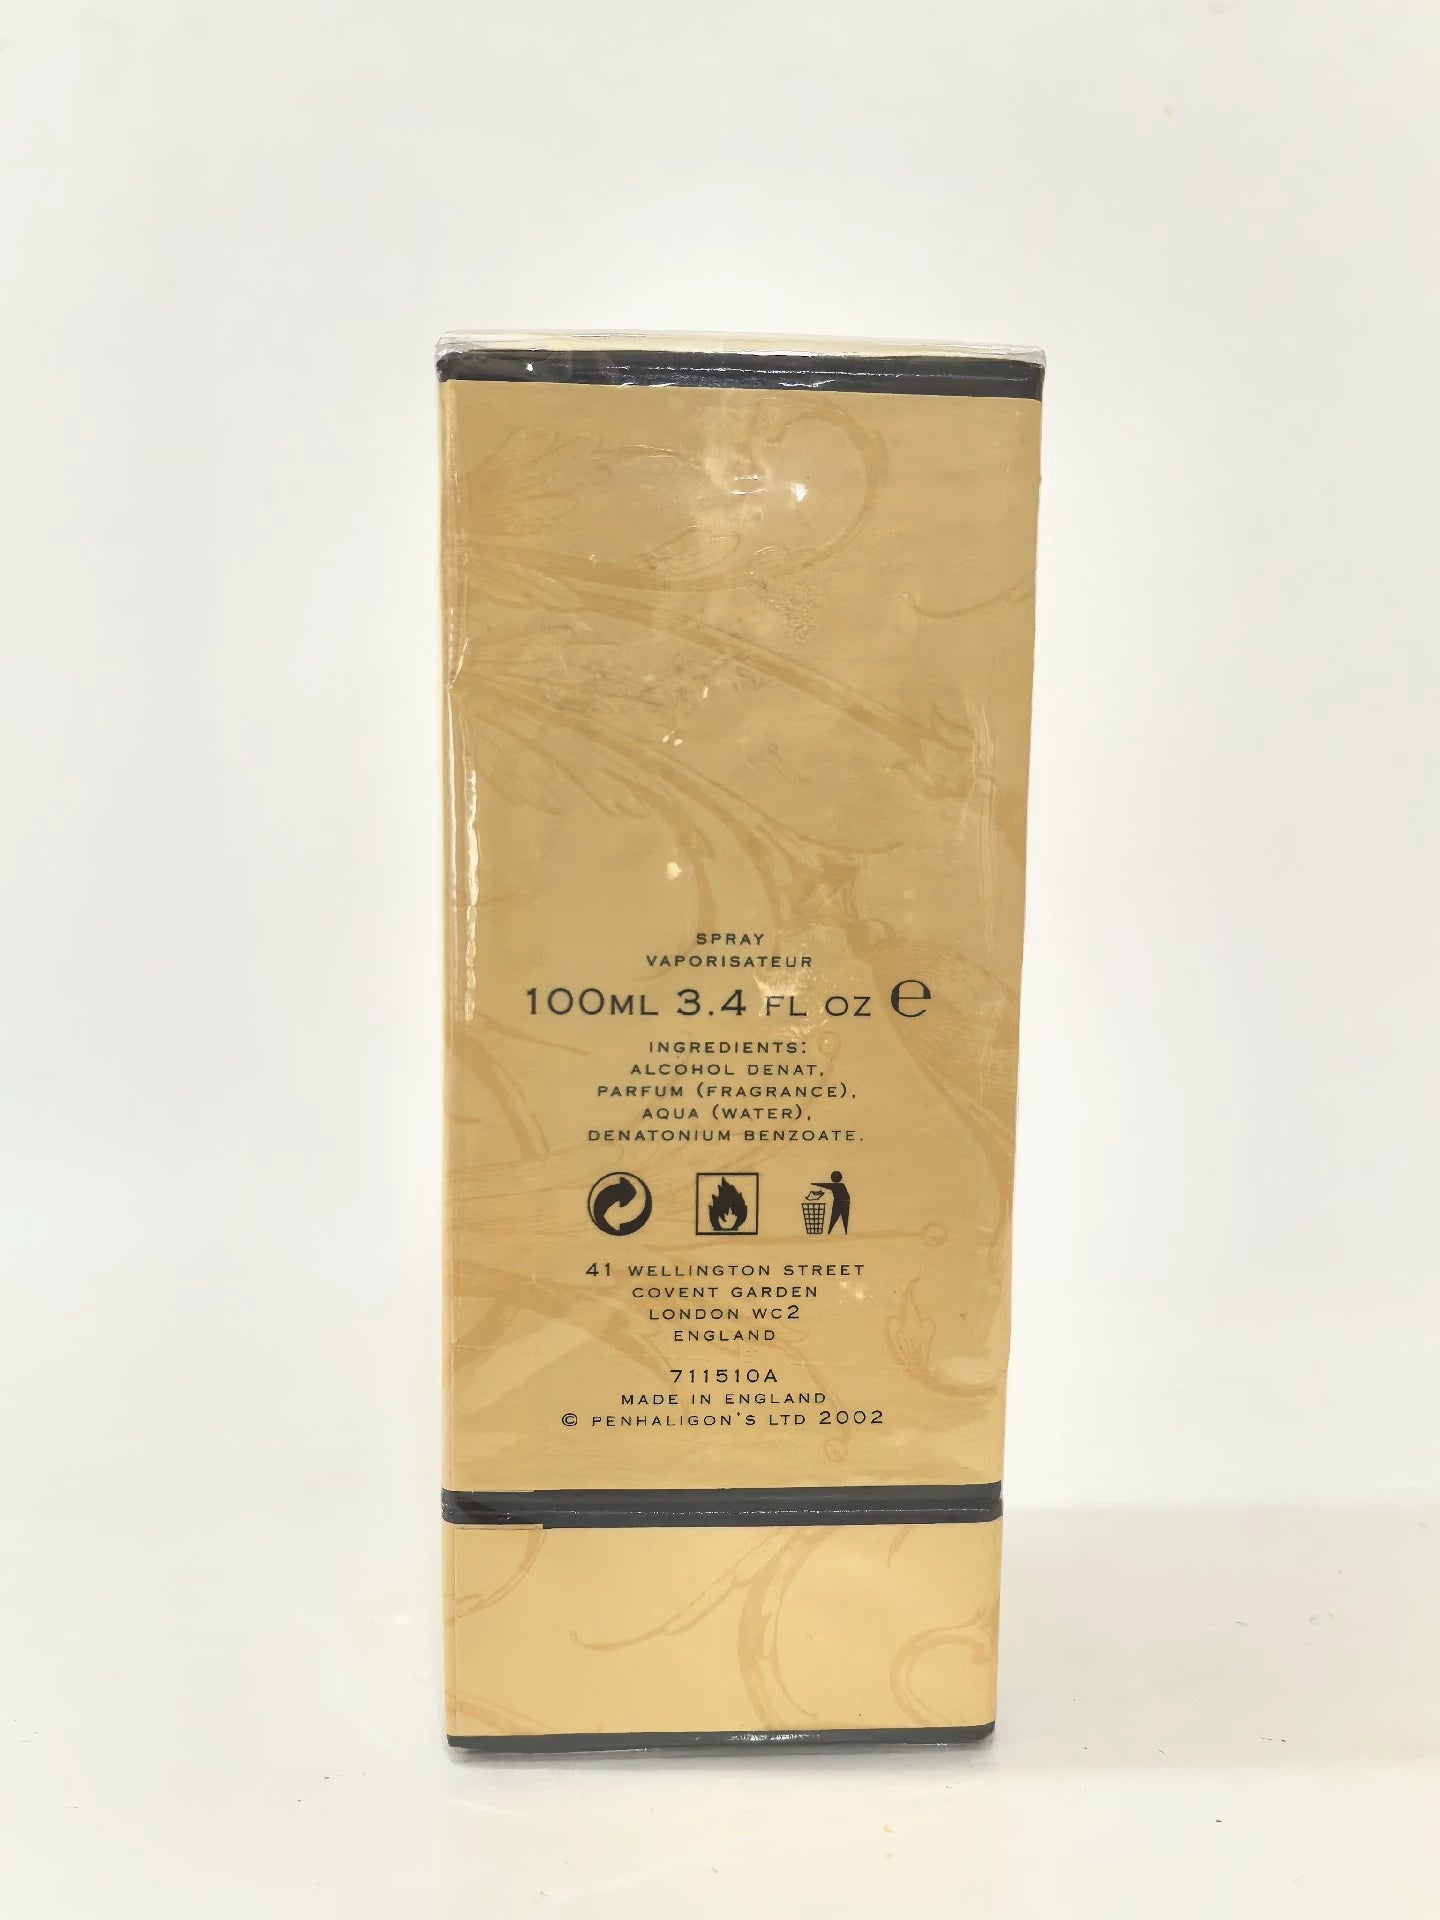 SPRAY
VAPORISATEUR
100ML 3.4 FL OZ ℮
INGREDIENTS:
ALCOHOL DENAT,
PARFUM (FRAGRANCE),
AQUA (WATER),
DENATONIUM BENZOATE.
41 WELLINGTON STREET
COVENT GARDEN
LONDON WC2
ENGLAND
711510A
MADE IN ENGLAND
© PENHALIGON'S LTD 2002